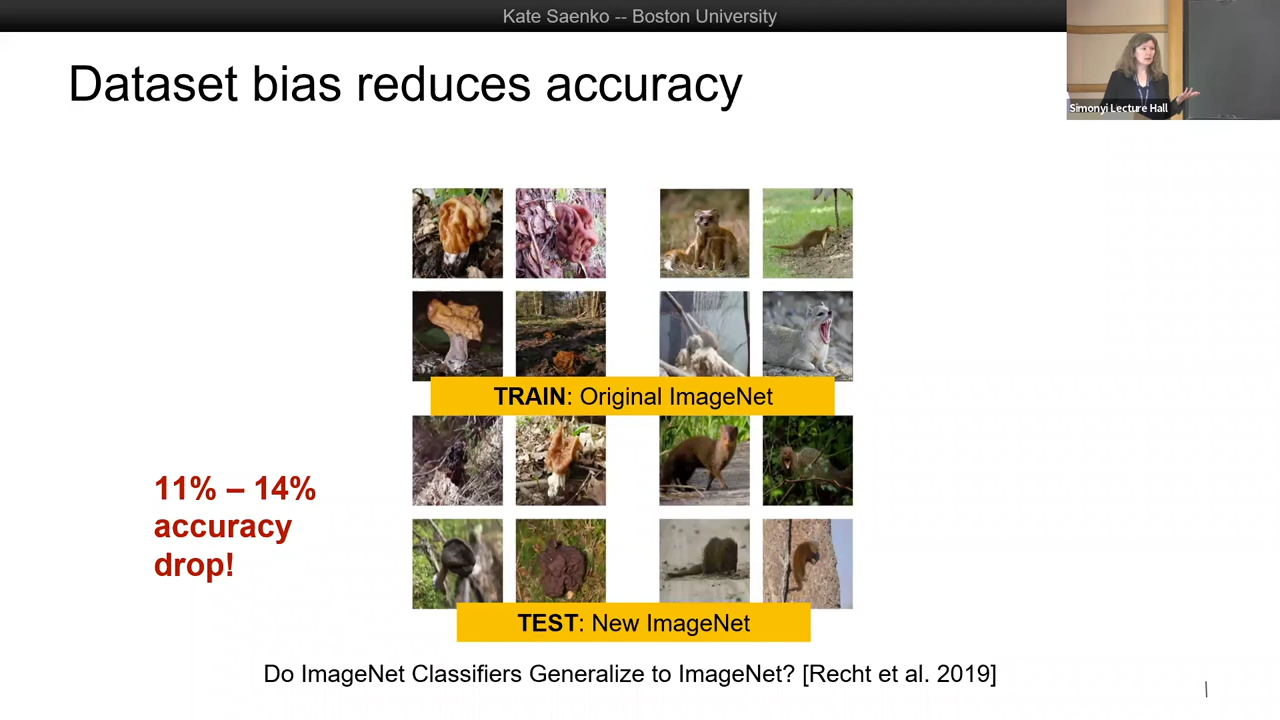 Kate Saenko -- Boston University
Simonyi Lecture Hall
Dataset bias reduces accuracy
TRAIN: Original ImageNet
11% – 14%
accuracy
drop!
TEST: New ImageNet
Do ImageNet Classifiers Generalize to ImageNet? [Recht et al. 2019]